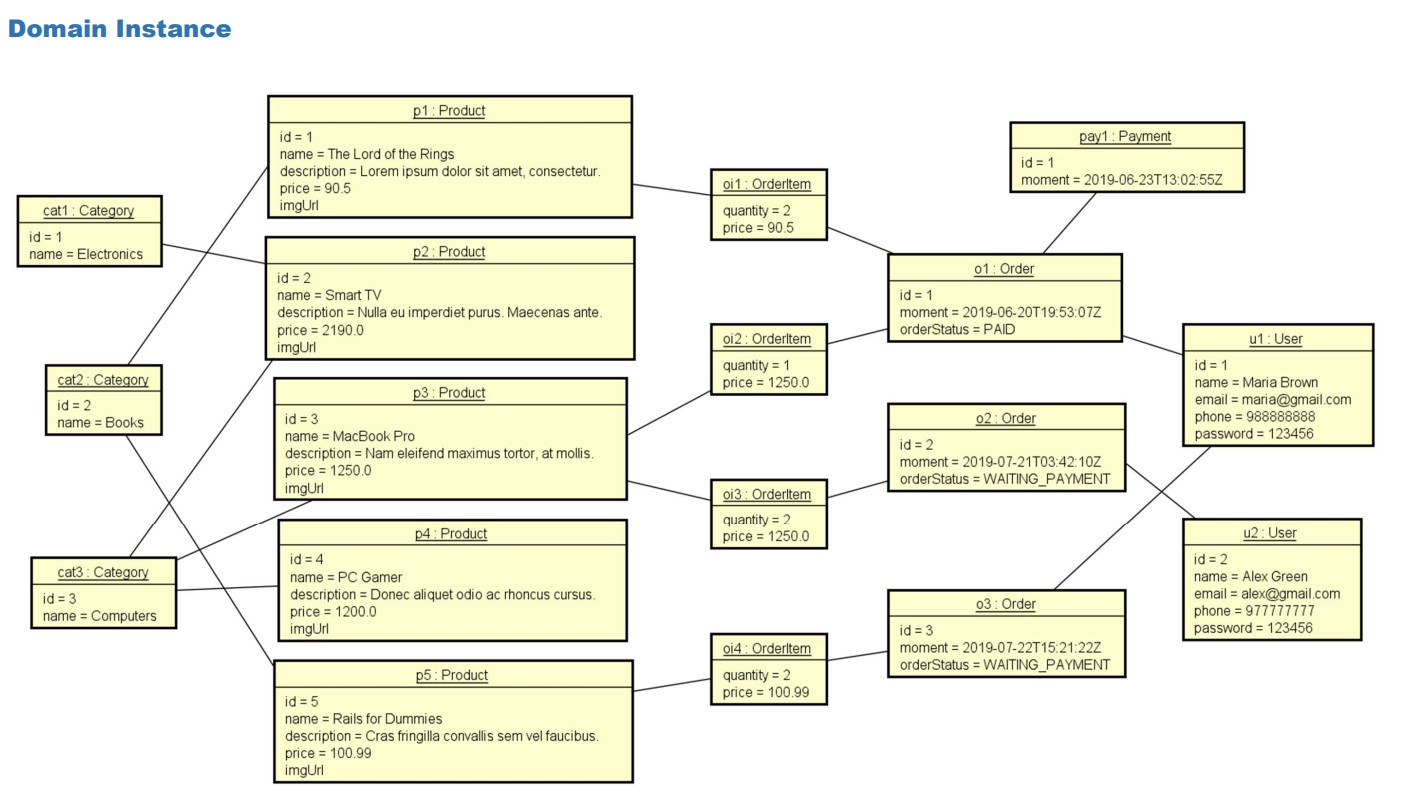 Domain Instance
p1 : Product
id = 1
name = The Lord of the Rings
description = Lorem ipsum dolor sit amet, consectetur.
price = 90.5
imgUrl
pay1 : Payment
id = 1
moment = 2019-06-23T13:02:55Z
oi1 : OrderItem
quantity = 2
price = 90.5
cat1 : Category
id = 1
name = Electronics
p2 : Product
id = 2
name = Smart TV
description = Nulla eu imperdiet purus. Maecenas ante.
price = 2190.0
imgUrl
o1 : Order
id = 1
moment = 2019-06-20T19:53:07Z
orderStatus = PAID
oi2 : OrderItem
quantity = 1
price = 1250.0
u1 : User
id = 1
name = Maria Brown
email = maria@gmail.com
phone = 988888888
password = 123456
cat2 : Category
id = 2
name = Books
p3 : Product
id = 3
name = MacBook Pro
description = Nam eleifend maximus tortor, at mollis.
price = 1250.0
imgUrl
o2 : Order
id = 2
moment = 2019-07-21T03:42:10Z
orderStatus = WAITING_PAYMENT
oi3 : OrderItem
quantity = 2
price = 1250.0
p4 : Product
id = 4
name = PC Gamer
description = Donec aliquet odio ac rhoncus cursus.
price = 1200.0
imgUrl
u2 : User
id = 2
name = Alex Green
email = alex@gmail.com
phone = 977777777
password = 123456
cat3 : Category
id = 3
name = Computers
o3 : Order
id = 3
moment = 2019-07-22T15:21:22Z
orderStatus = WAITING_PAYMENT
oi4 : OrderItem
quantity = 2
price = 100.99
p5 : Product
id = 5
name = Rails for Dummies
description = Cras fringilla convallis sem vel faucibus.
price = 100.99
imgUrl